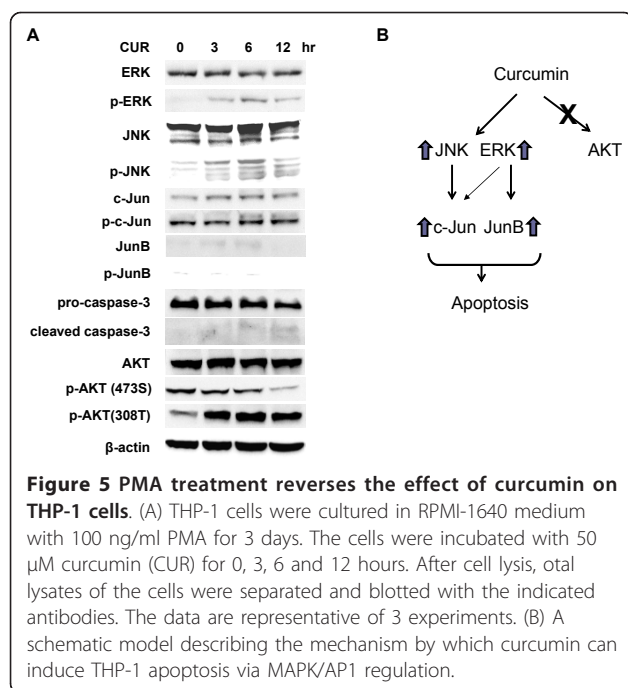 A
B
CUR 0 3 6 12 hr
ERK
p-ERK
JNK
p-JNK
c-Jun
p-c-Jun
JunB
p-JunB
pro-caspase-3
cleaved caspase-3
AKT
p-AKT (473S)
p-AKT(308T)
β-actin
Curcumin
X
JNK ERK AKT
c-Jun JunB
Apoptosis
Figure 5 PMA treatment reverses the effect of curcumin on
THP-1 cells. (A) THP-1 cells were cultured in RPMI-1640 medium
with 100 ng/ml PMA for 3 days. The cells were incubated with 50
μM curcumin (CUR) for 0, 3, 6 and 12 hours. After cell lysis, otal
lysates of the cells were separated and blotted with the indicated
antibodies. The data are representative of 3 experiments. (B) A
schematic model describing the mechanism by which curcumin can
induce THP-1 apoptosis via MAPK/AP1 regulation.